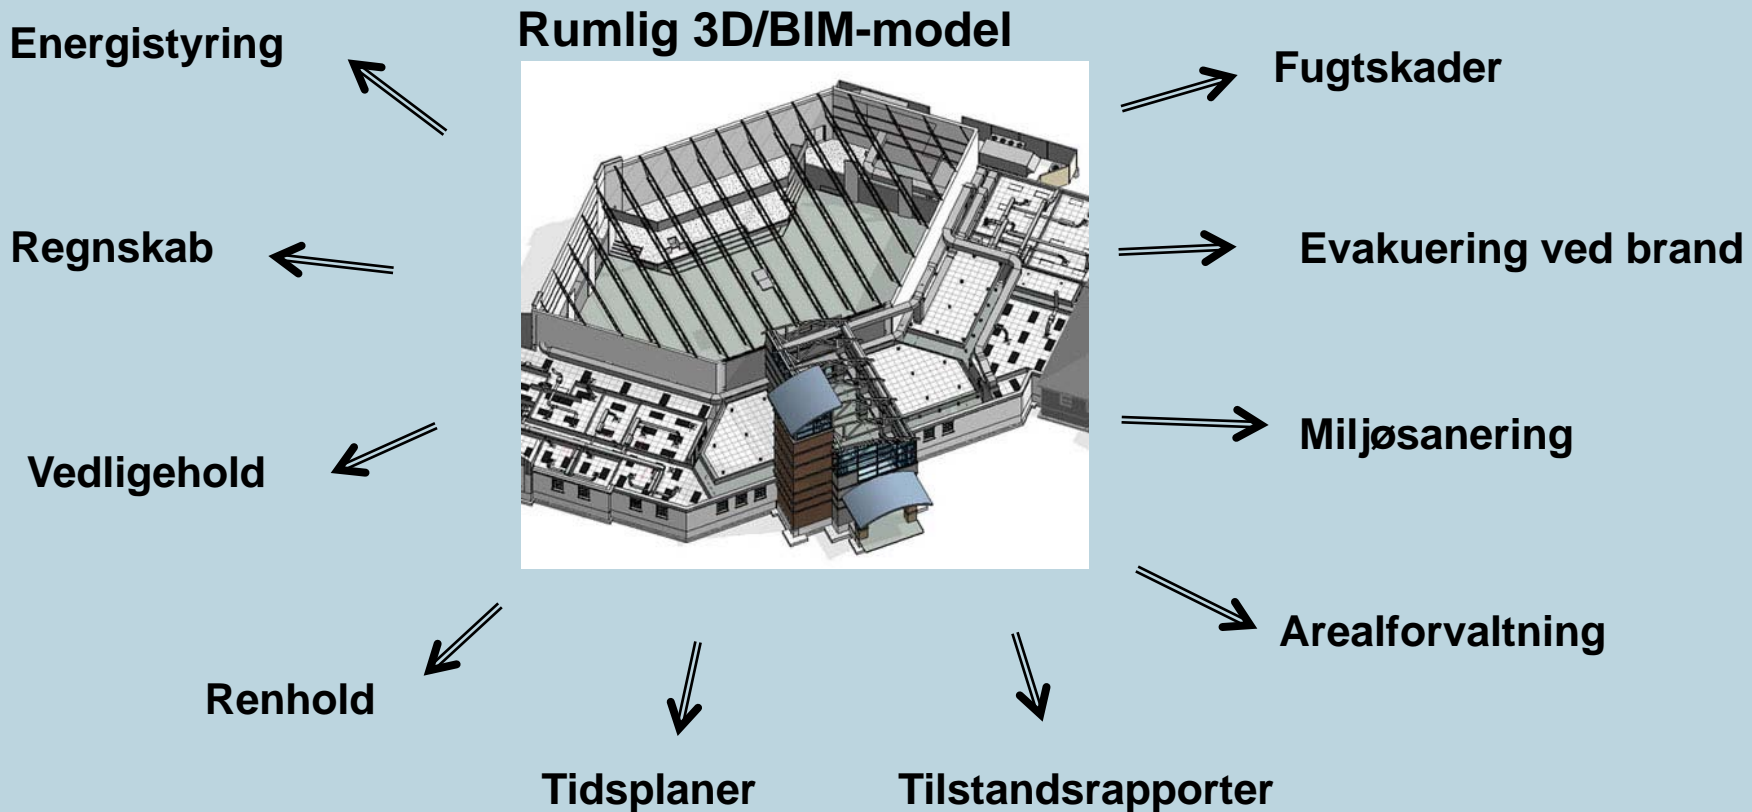 Rumlig 3D/BIM-model
Energistyring
Fugtskader
Regnskab
Evakuering ved brand
Vedligehold
Miljøsanering
Renhold
Arealforvaltning
Tidsplaner
Tilstandsrapporter